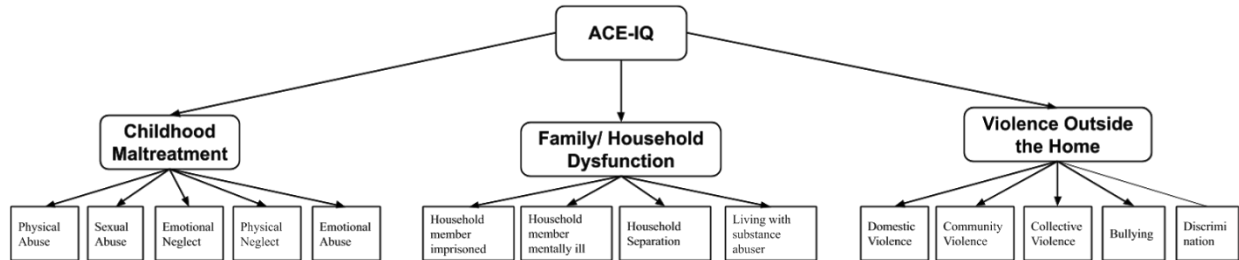 ACE-IQ
Childhood
Maltreatment
Family/ Household
Dysfunction
Violence Outside
the Home
Physical
Abuse
Sexual
Abuse
Emotional
Neglect
Physical
Neglect
Emotional
Abuse
Household
member
imprisoned
Household
member
mentally ill
Household
Separation
Living with
substance
abuser
Domestic
Violence
Community
Violence
Collective
Violence
Bullying
Discrimi
nation